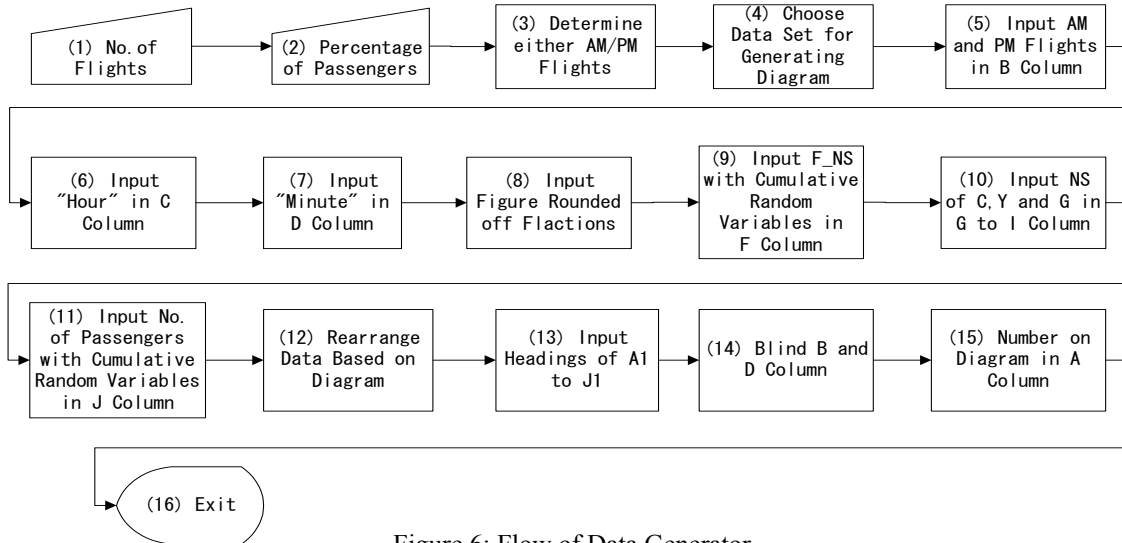 (1) No. of
Flights
(2) Percentage
of Passengers
(3) Determine
either AM/PM
Flights
(4) Choose
Data Set for
Generating
Diagram
(5) Input AM
and PM Flights
in B Column
(6) Input
"Hour" in C
Column
(7) Input
"Minute" in
D Column
(8) Input
Figure Rounded
off Flactions
(9) Input F_NS
with Cumulative
Random
Variables in
F Column
(10) Input NS
of C,Y and G in
G to I Column
(11) Input No.
of Passengers
with Cumulative
Random Variables
in J Column
(12) Rearrange
Data Based on
Diagram
(13) Input
Headings of A1
to J1
(14) Blind B and
D Column
(15) Number on
Diagram in A
Column
(16) Exit
Figure 6: Flow of Data Generator